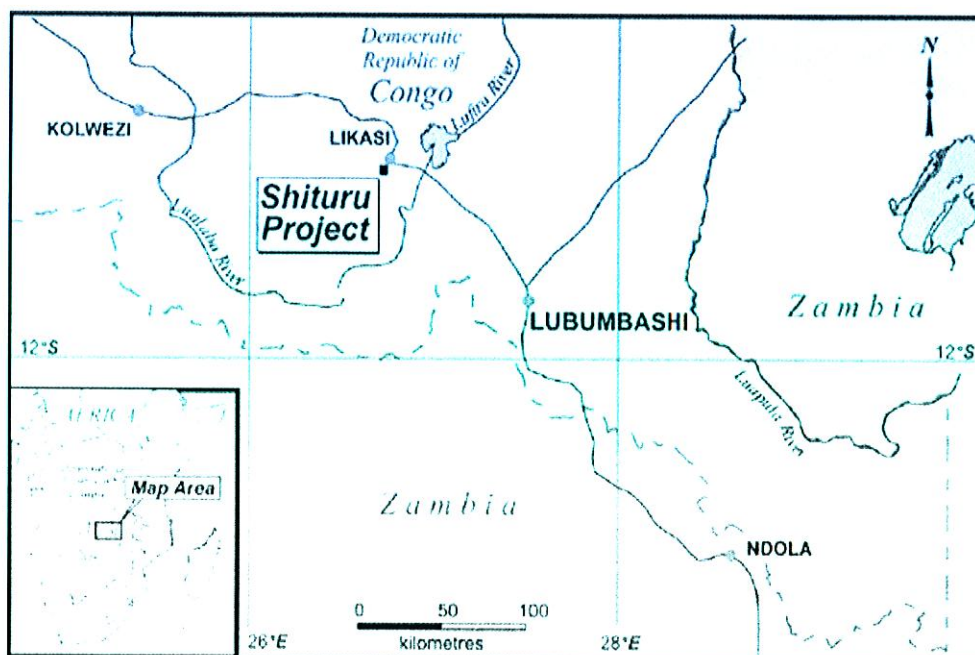 N
Democratic
Republic of
Congo
Lufira River
KOLWEZI
LIKASI
Shituru
Project
Lualaba River
Zambia
LUBUMBASHI
12°S
12°S
Luapula River
AFRICA
Map Area
Zambia
NDOLA
0 50 100
kilometres
26°E
28°E